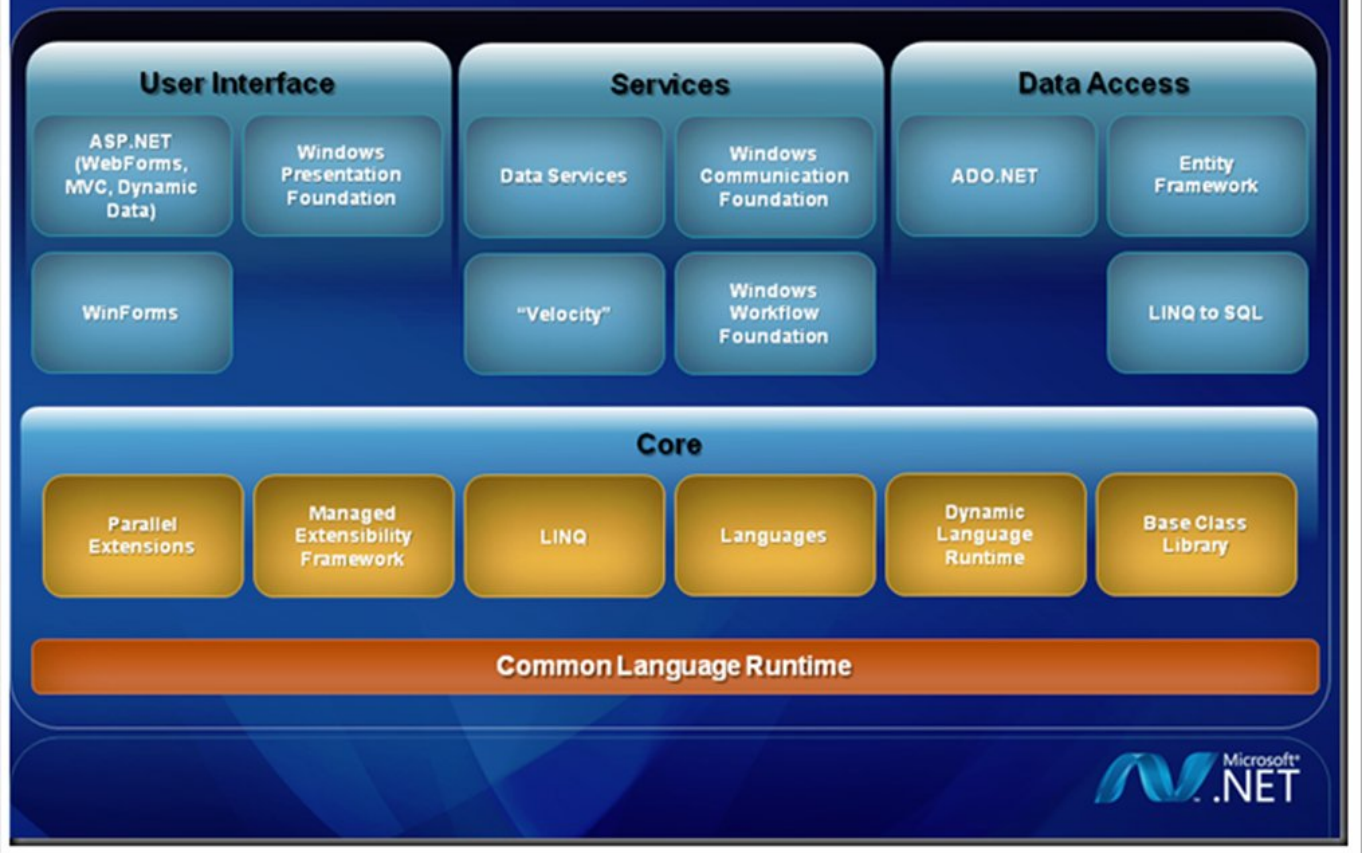 User Interface
ASP.NET
(WebForms,
MVC, Dynamic
Data)
Windows
Presentation
Foundation
WinForms
Services
Data Services
Windows
Communication
Foundation
"Velocity"
Windows
Workflow
Foundation
Data Access
ADO.NET
Entity
Framework
LINQ to SQL
Core
Parallel
Extensions
Managed
Extensibility
Framework
LINQ
Languages
Dynamic
Language
Runtime
Base Class
Library
Common Language Runtime
Microsoft®
.NET